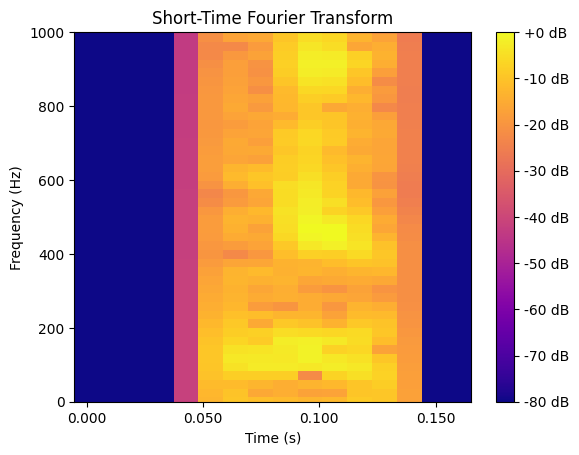 Short-Time Fourier Transform
1000
800
600
400
200
0
Frequency (Hz)
0.000
0.050
0.100
0.150
Time (s)
+0 dB
-10 dB
-20 dB
-30 dB
-40 dB
-50 dB
-60 dB
-70 dB
-80 dB